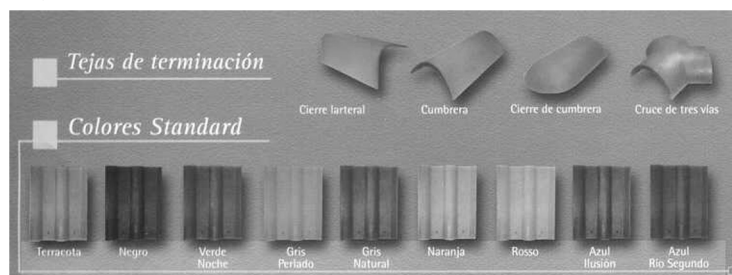 Tejas de terminación
Cierre larteral
Cumbrera
Cierre de cumbrera
Cruce de tres vías
Colores Standard
Terracota
Negro
Verde
Noche
Gris
Perlado
Gris
Natural
Naranja
Rosso
Azul
Ilusión
Azul
Río Segundo